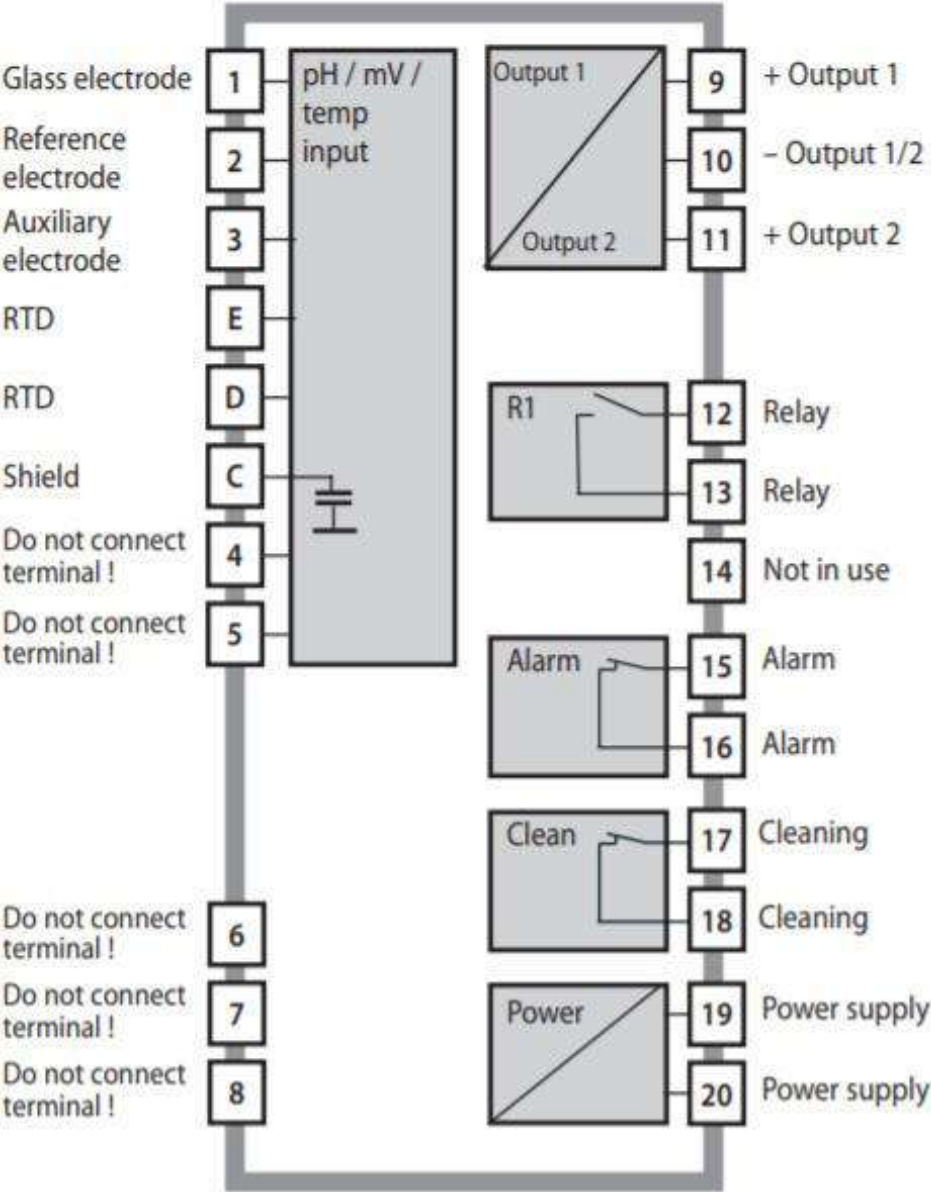 Glass electrode
1
pH / mV /
temp
input
Reference
electrode
2
Auxiliary
electrode
3
RTD
E
RTD
D
Shield
C
Do not connect
terminal !
4
Do not connect
terminal !
5
Do not connect
terminal !
6
Do not connect
terminal !
7
Do not connect
terminal !
8
Output 1
Output 2
9
+ Output 1
10
– Output 1/2
11
+ Output 2
R1
12
Relay
13
Relay
14
Not in use
Alarm
15
Alarm
16
Alarm
Clean
17
Cleaning
18
Cleaning
Power
19
Power supply
20
Power supply